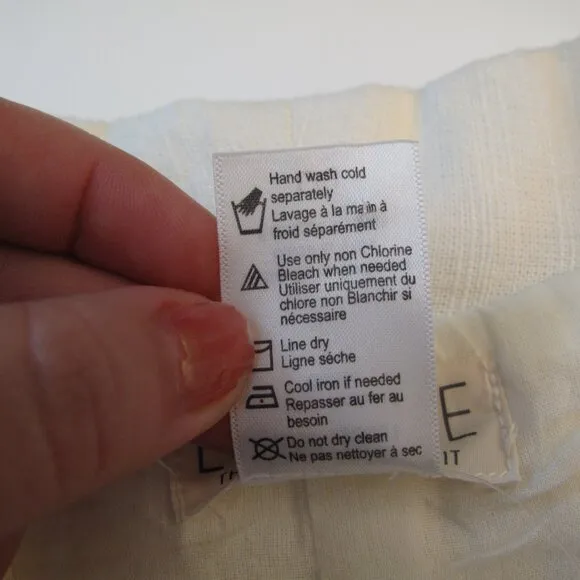 Hand wash cold
separately
Lavage à la main à
froid séparément
Use only non Chlorine
Bleach when needed
Utiliser uniquement du
chlore non Blanchir si
nécessaire
Line dry
Ligne séche
Cool iron if needed
Repasser au fer au
besoin
Do not dry clean
Ne pas nettoyer à sec
L E
IT